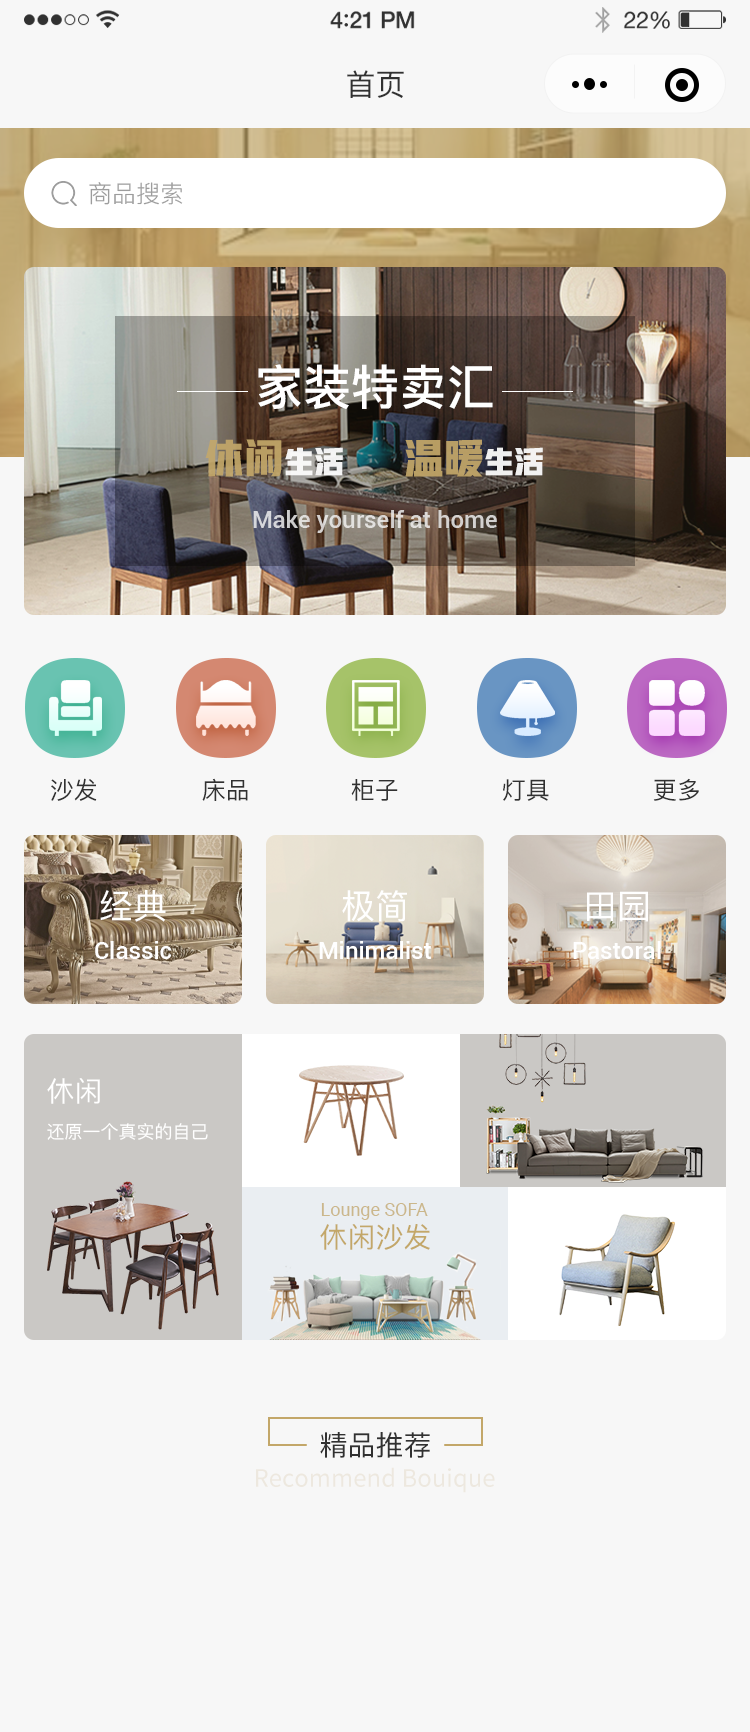 4:21 PM
22%
首页
商品搜索
家装特卖汇
休闲生活 温暖生活
Make yourself at home
沙发
床品
柜子
灯具
更多
经典
Classic
极简
Minimalist
田园
Pastoral
休闲
还原一个真实的自己
Lounge SOFA
休闲沙发
精品推荐
Recommend Bouique